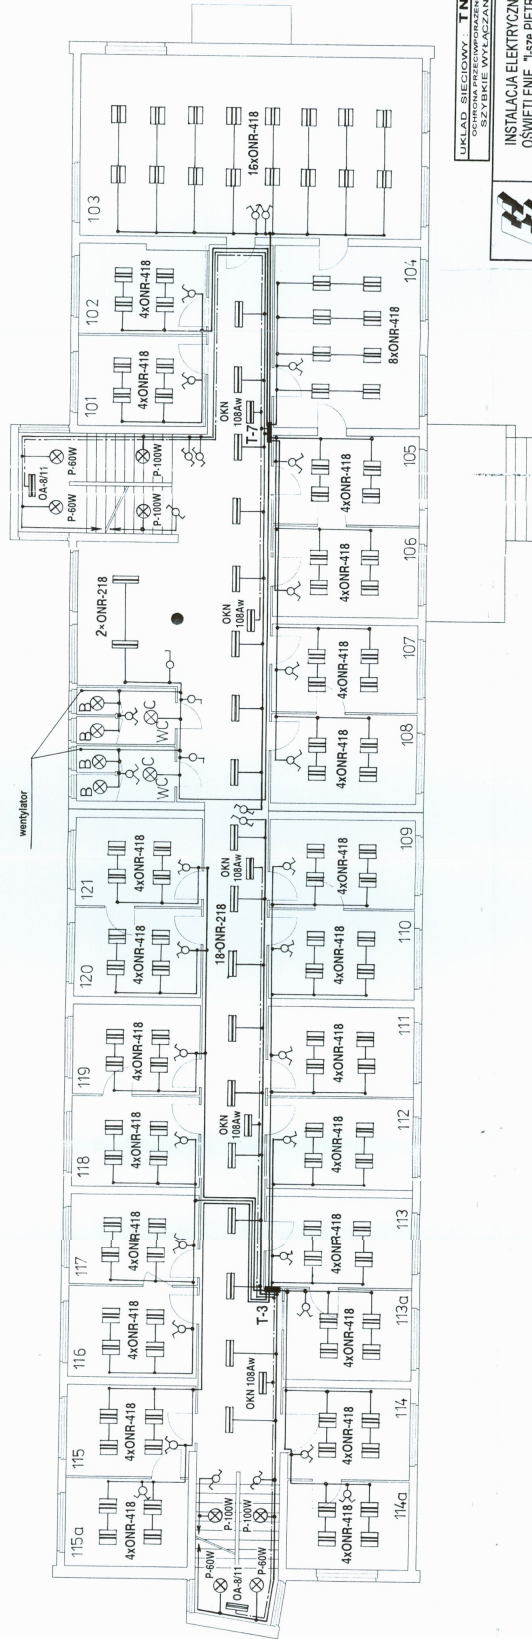 wentylator
115a
4xONR-418
115
4xONR-418
116
4xONR-418
117
4xONR-418
118
4xONR-418
119
4xONR-418
120
4xONR-418
121
4xONR-418
B
B
C
WC
B
B
C
WC
2×ONR-218
OA-8/11
P-60W
P-60W
P-100W
P-100W
101
4xONR-418
102
4xONR-418
103
16xONR-418
P-60W
P-100W
OA-8/11
P-60W
P-100W
OKN 108Aw
T-3
OKN
108Aw
18-ONR-218
OKN
108Aw
OKN
108Aw
OKN
108Aw
T-7
114a
4xONR-418
114
4xONR-418
113a
4xONR-418
113
4xONR-418
112
4xONR-418
111
4xONR-418
110
4xONR-418
109
4xONR-418
108
4xONR-418
107
4xONR-418
106
4xONR-418
105
4xONR-418
104
8xONR-418
UKŁAD SIECIOWY : TN
OCHRONA PRZECIWPORAŻEN
SZYBKIE WYŁĄCZAN
INSTALACJA ELEKTRYCZN
OŚWIETLENIE "I-sze PIĘTR